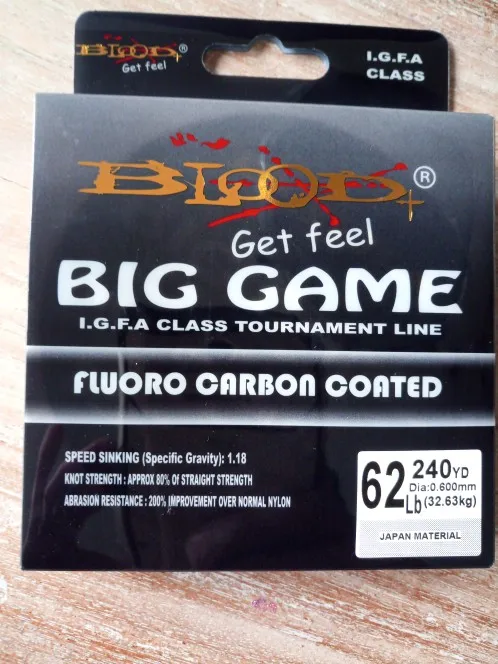 BLOOD+®
Get feel
I.G.F.A
CLASS
BLOOD+®
Get feel
BIG GAME
I.G.F.A CLASS TOURNAMENT LINE
FLUORO CARBON COATED
SPEED SINKING (Specific Gravity): 1.18
KNOT STRENGTH : APPROX 80% OF STRAIGHT STRENGTH
ABRASION RESISTANCE : 200% IMPROVEMENT OVER NORMAL NYLON
62Lb
240YD
Dia:0.600mm
(32.63kg)
JAPAN MATERIAL